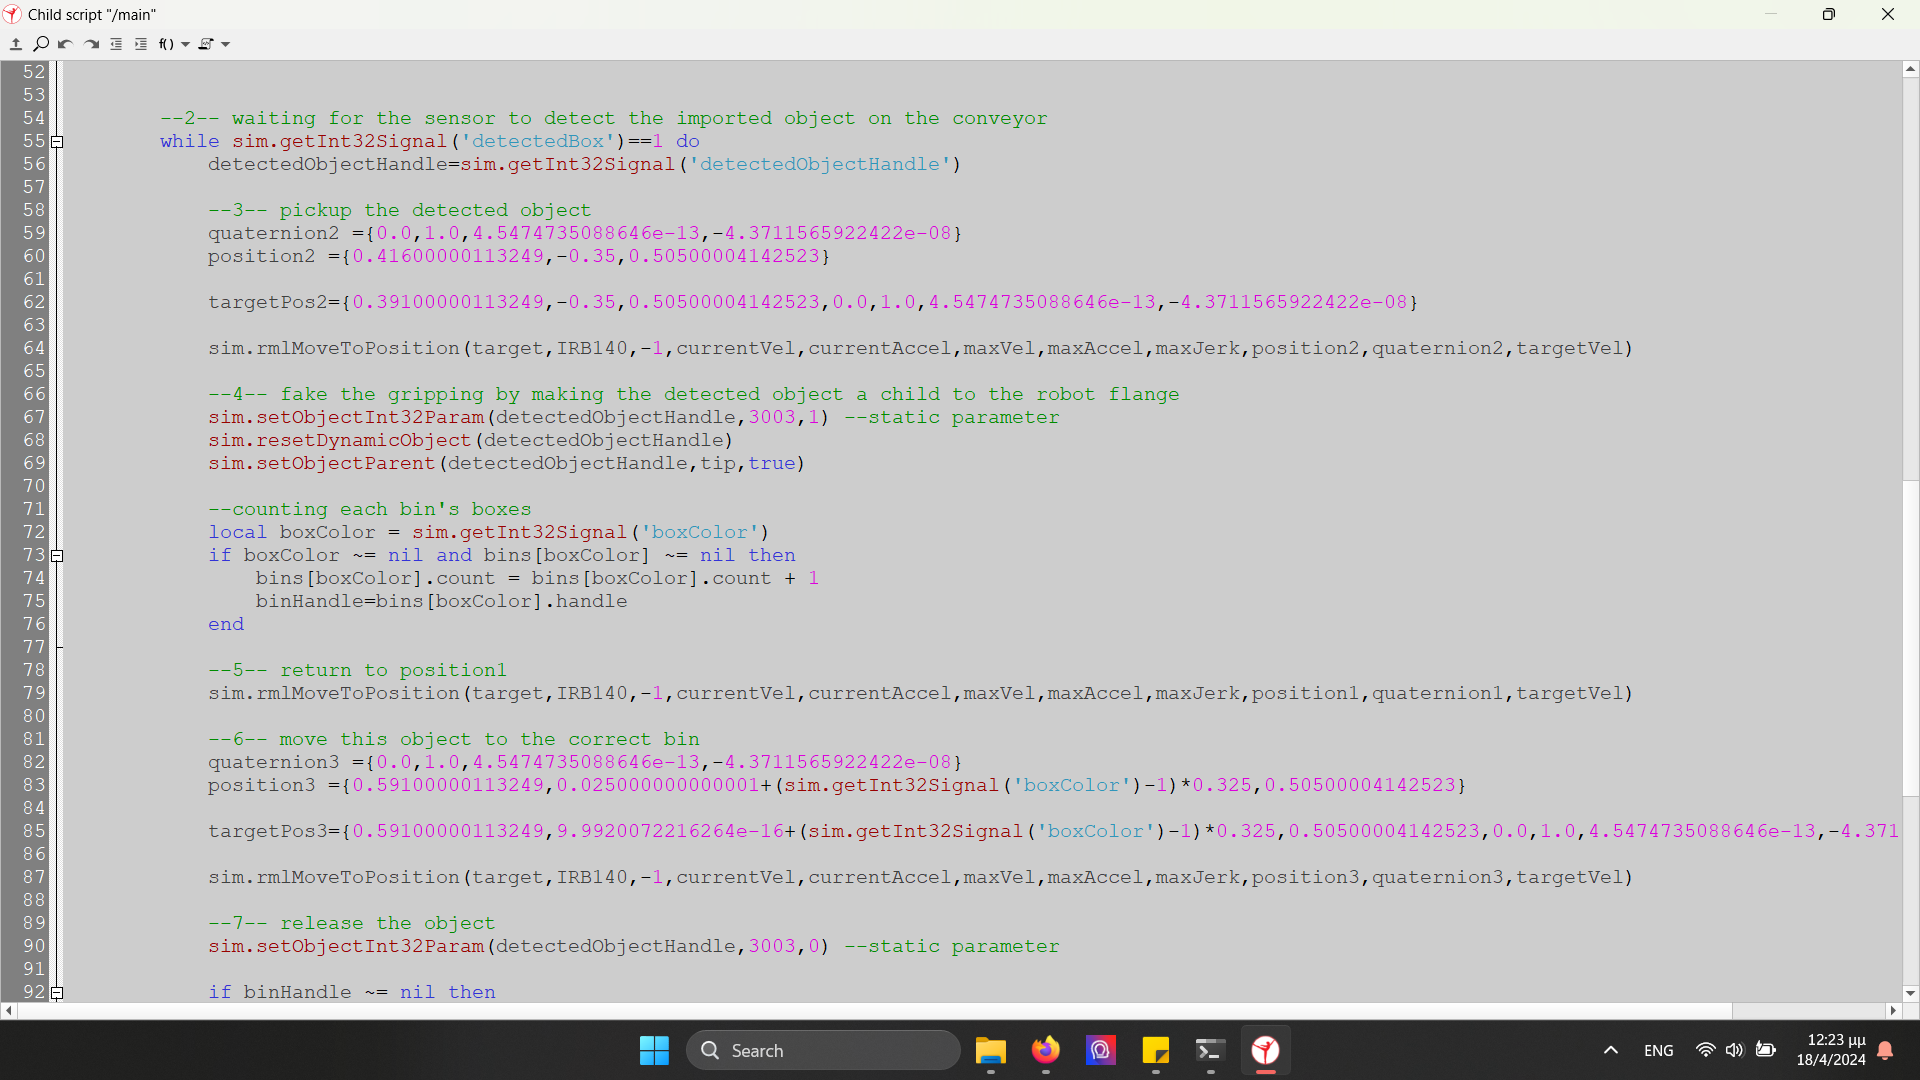 Child script "/main"
f()
52
53
54 --2-- waiting for the sensor to detect the imported object on the conveyor
55 while sim.getInt32Signal('detectedBox')==1 do
56 detectedObjectHandle=sim.getInt32Signal('detectedObjectHandle')
57
58 --3-- pickup the detected object
59 quaternion2 ={0.0,1.0,4.5474735088646e-13,-4.3711565922422e-08}
60 position2 ={0.41600000113249,-0.35,0.50500004142523}
61
62 targetPos2={0.39100000113249,-0.35,0.50500004142523,0.0,1.0,4.5474735088646e-13,-4.3711565922422e-08}
63
64 sim.rmlMoveToPosition(target,IRB140,-1,currentVel,currentAccel,maxVel,maxAccel,maxJerk,position2,quaternion2,targetVel)
65
66 --4-- fake the gripping by making the detected object a child to the robot flange
67 sim.setObjectInt32Param(detectedObjectHandle,3003,1) --static parameter
68 sim.resetDynamicObject(detectedObjectHandle)
69 sim.setObjectParent(detectedObjectHandle,tip,true)
70
71 --counting each bin's boxes
72 local boxColor = sim.getInt32Signal('boxColor')
73 if boxColor ~= nil and bins[boxColor] ~= nil then
74 bins[boxColor].count = bins[boxColor].count + 1
75 binHandle=bins[boxColor].handle
76 end
77
78 --5-- return to position1
79 sim.rmlMoveToPosition(target,IRB140,-1,currentVel,currentAccel,maxVel,maxAccel,maxJerk,position1,quaternion1,targetVel)
80
81 --6-- move this object to the correct bin
82 quaternion3 ={0.0,1.0,4.5474735088646e-13,-4.3711565922422e-08}
83 position3 ={0.59100000113249,0.025000000000001+(sim.getInt32Signal('boxColor')-1)*0.325,0.50500004142523}
84
85 targetPos3={0.59100000113249,9.9920072216264e-16+(sim.getInt32Signal('boxColor')-1)*0.325,0.50500004142523,0.0,1.0,4.5474735088646e-13,-4.371
86
87 sim.rmlMoveToPosition(target,IRB140,-1,currentVel,currentAccel,maxVel,maxAccel,maxJerk,position3,quaternion3,targetVel)
88
89 --7-- release the object
90 sim.setObjectInt32Param(detectedObjectHandle,3003,0) --static parameter
91
92 if binHandle ~= nil then
Search
ENG
12:23 μμ
18/4/2024